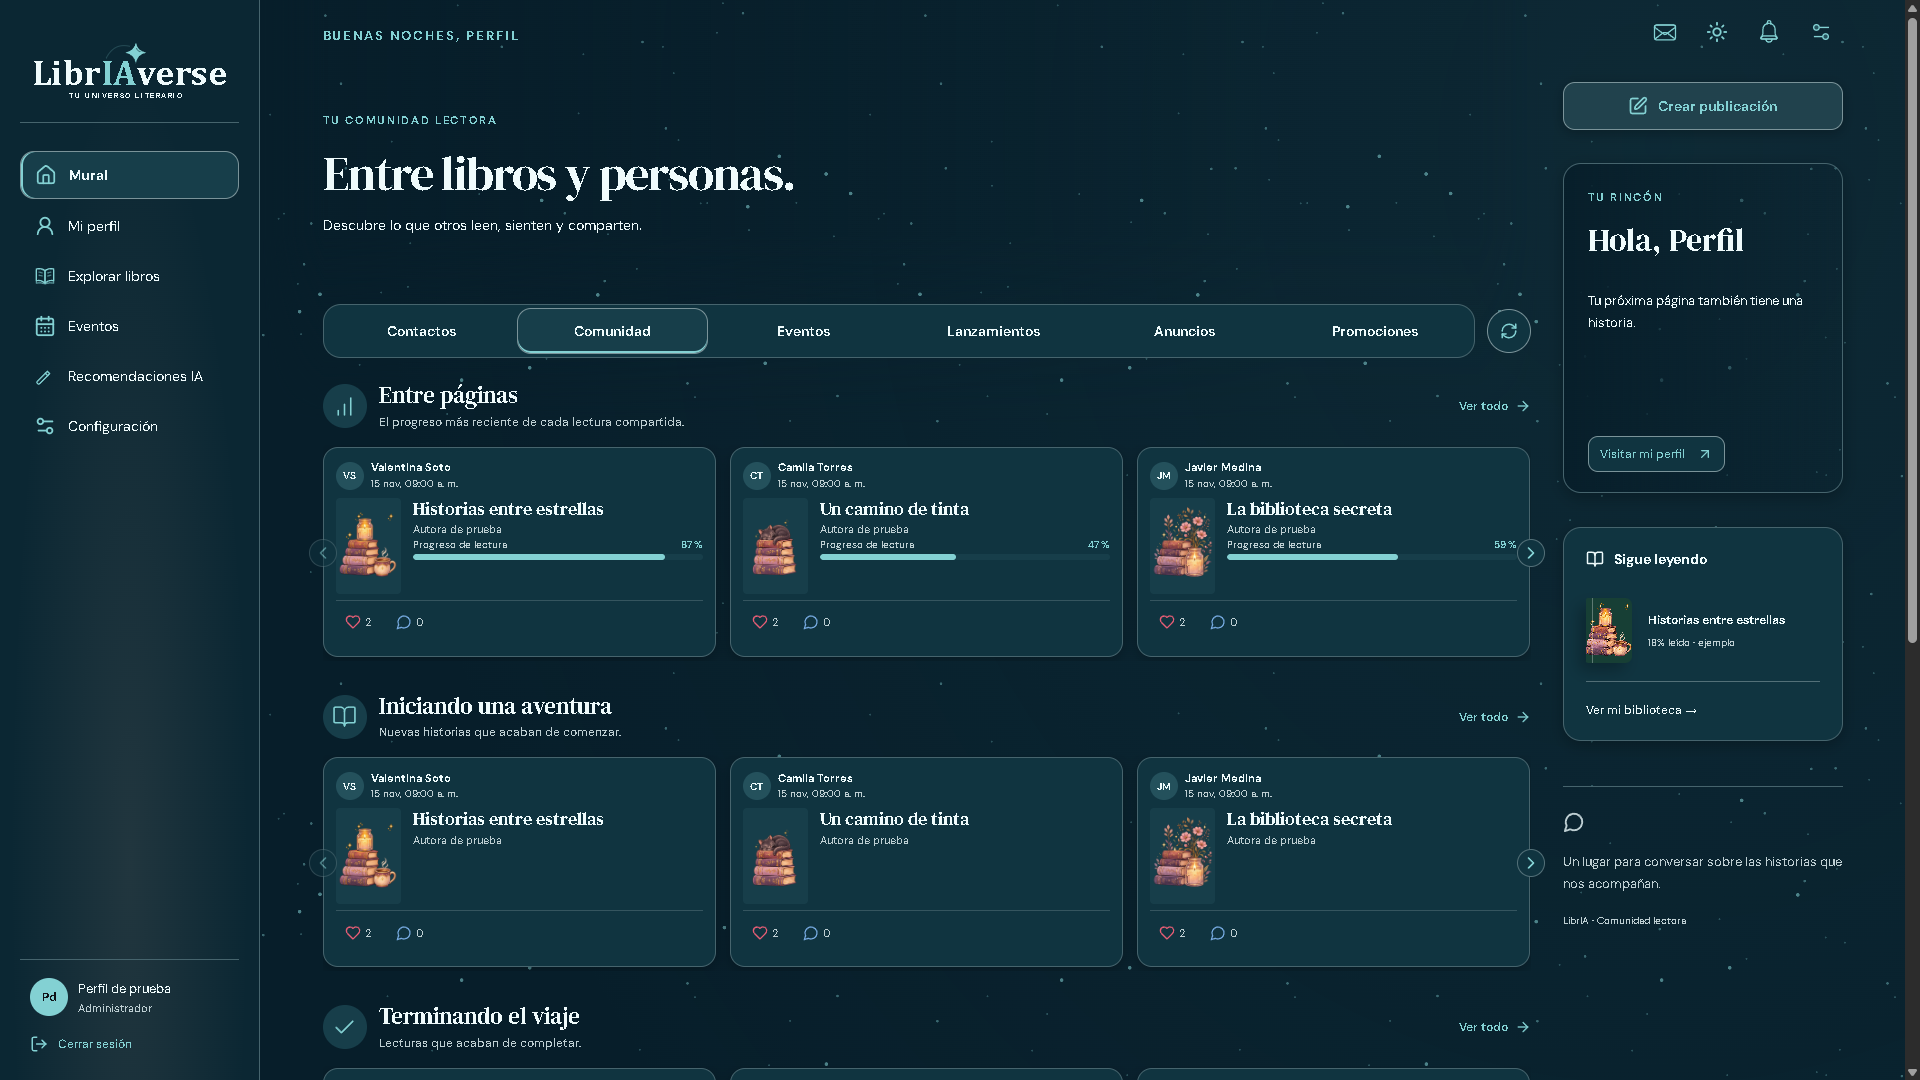 LibrIAverse
TU UNIVERSO LITERARIO
Mural
Mi perfil
Explorar libros
Eventos
Recomendaciones IA
Configuración
Pd
Perfil de prueba
Administrador
Cerrar sesión
BUENAS NOCHES, PERFIL
TU COMUNIDAD LECTORA
Entre libros y personas.
Descubre lo que otros leen, sienten y comparten.
Contactos
Comunidad
Eventos
Lanzamientos
Anuncios
Promociones
Entre páginas
El progreso más reciente de cada lectura compartida.
Ver todo
VS
Valentina Soto
15 nov, 09:00 a. m.
Historias entre estrellas
Autora de prueba
Progreso de lectura 87%
2 0
CT
Camila Torres
15 nov, 09:00 a. m.
Un camino de tinta
Autora de prueba
Progreso de lectura 47%
2 0
JM
Javier Medina
15 nov, 09:00 a. m.
La biblioteca secreta
Autora de prueba
Progreso de lectura 59%
2 0
Iniciando una aventura
Nuevas historias que acaban de comenzar.
Ver todo
VS
Valentina Soto
15 nov, 09:00 a. m.
Historias entre estrellas
Autora de prueba
2 0
CT
Camila Torres
15 nov, 09:00 a. m.
Un camino de tinta
Autora de prueba
2 0
JM
Javier Medina
15 nov, 09:00 a. m.
La biblioteca secreta
Autora de prueba
2 0
Terminando el viaje
Lecturas que acaban de completar.
Ver todo
Crear publicación
TU RINCÓN
Hola, Perfil
Tu próxima página también tiene una
historia.
Visitar mi perfil
Sigue leyendo
Historias entre estrellas
18% leído · ejemplo
Ver mi biblioteca →
Un lugar para conversar sobre las historias que
nos acompañan.
LibrIA · Comunidad lectora